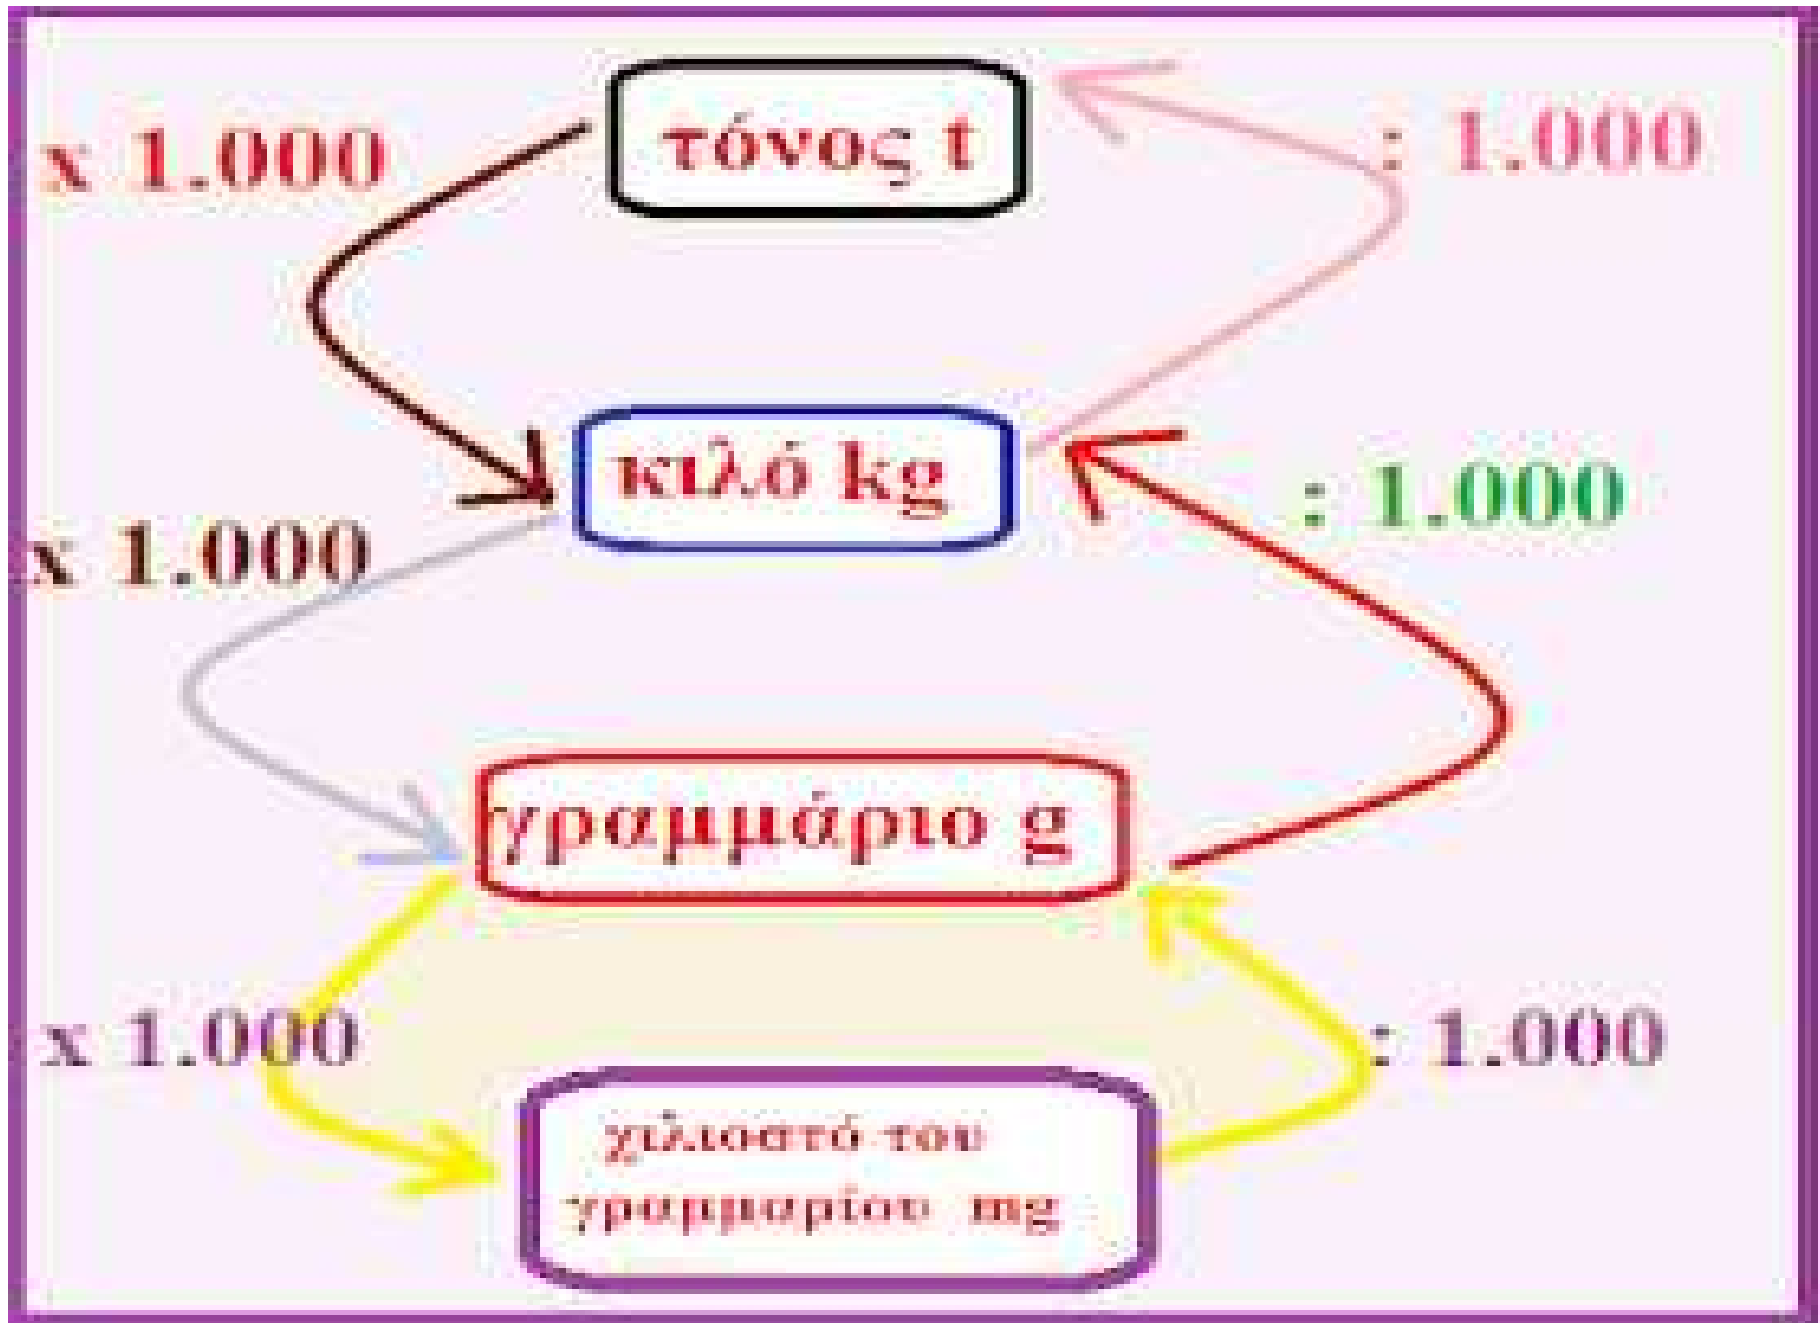 τόνος t
x 1.000
: 1.000
κιλό kg
: 1.000
x 1.000
γραμμάριο g
x 1.000
: 1.000
χιλιοστό του
γραμμαρίου mg